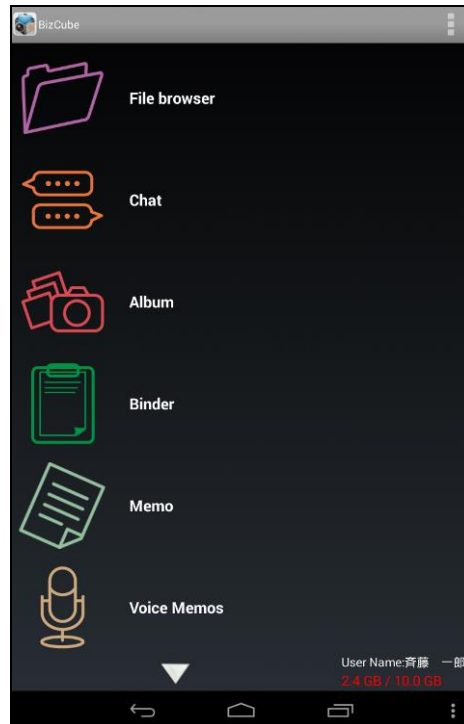 BizCube
File browser
Chat
Album
Binder
Memo
Voice Memos
User Name:斉藤　一郎
2.4 GB / 10.0 GB